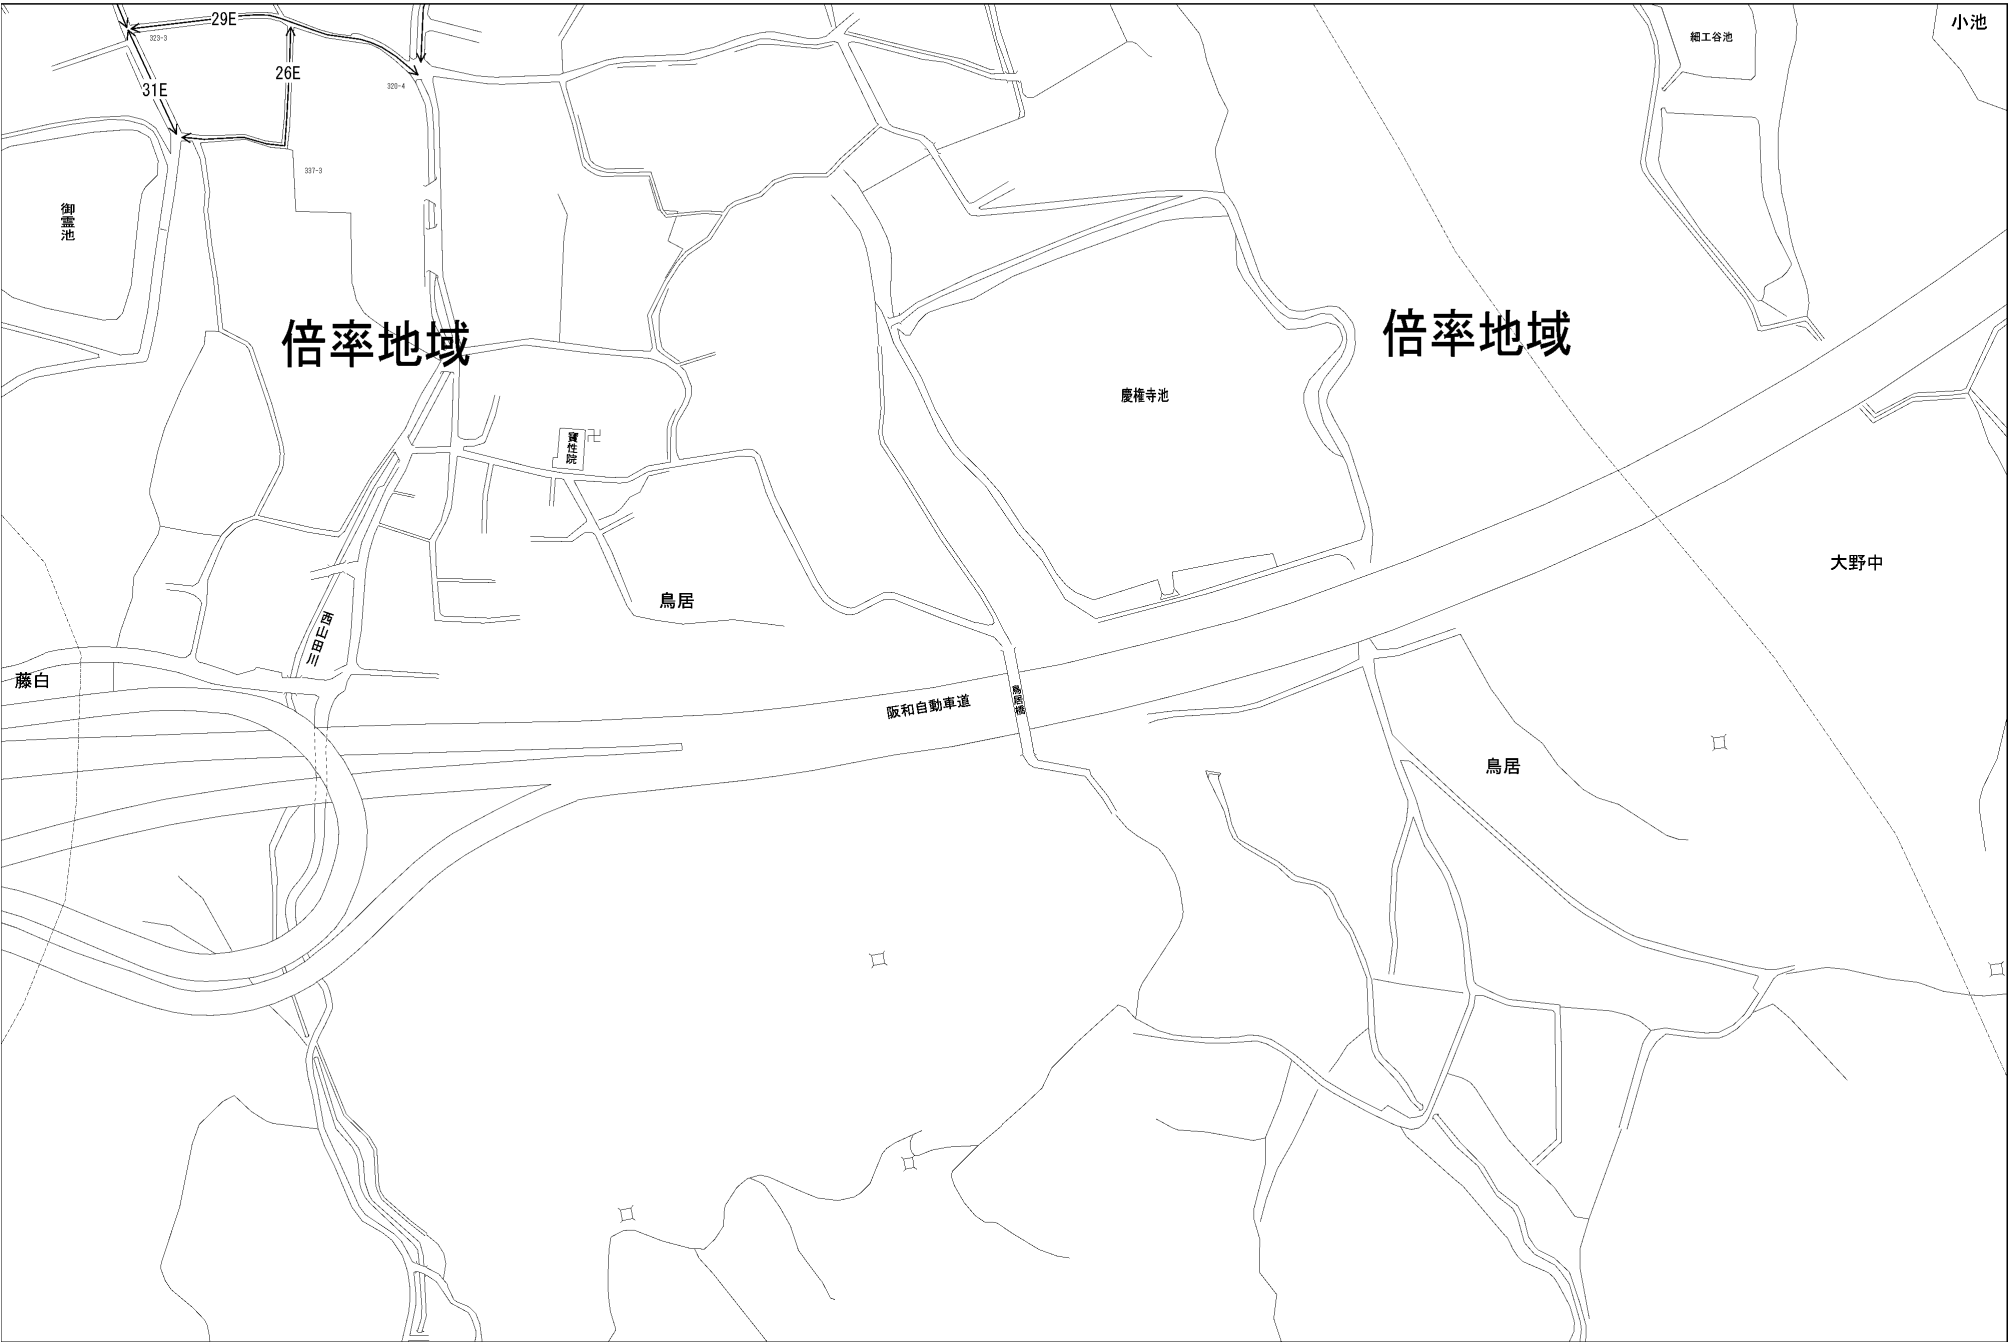 29E
小池
323-3
細工谷池
26E
31E
320-4
337-3
御霊池
倍率地域
倍率地域
慶権寺池
寳性院
大野中
鳥居
西山田川
藤白
阪和自動車道
鳥居橋
鳥居